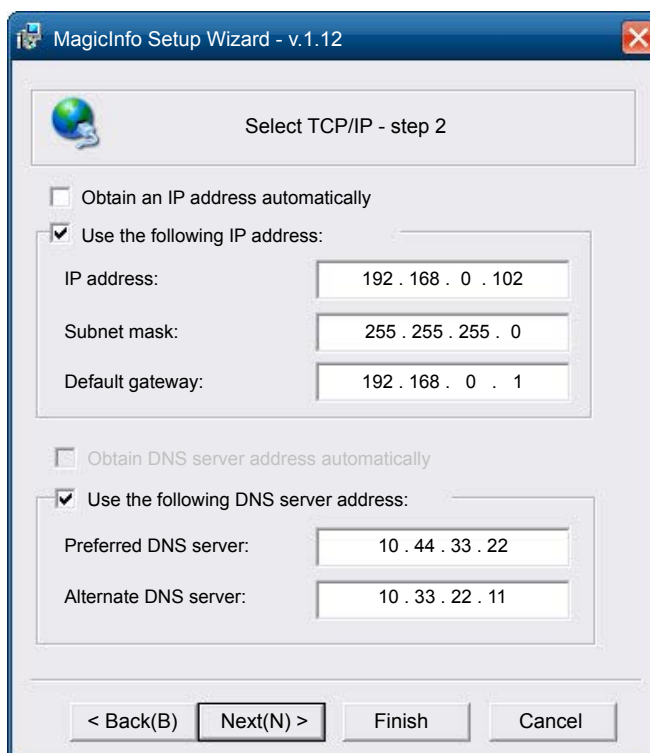 MagicInfo Setup Wizard - v.1.12
Select TCP/IP - step 2
Obtain an IP address automatically
Use the following IP address:
IP address: 192 . 168 . 0 . 102
Subnet mask: 255 . 255 . 255 . 0
Default gateway: 192 . 168 . 0 . 1
Obtain DNS server address automatically
Use the following DNS server address:
Preferred DNS server: 10 . 44 . 33 . 22
Alternate DNS server: 10 . 33 . 22 . 11
< Back(B) Next(N) > Finish Cancel